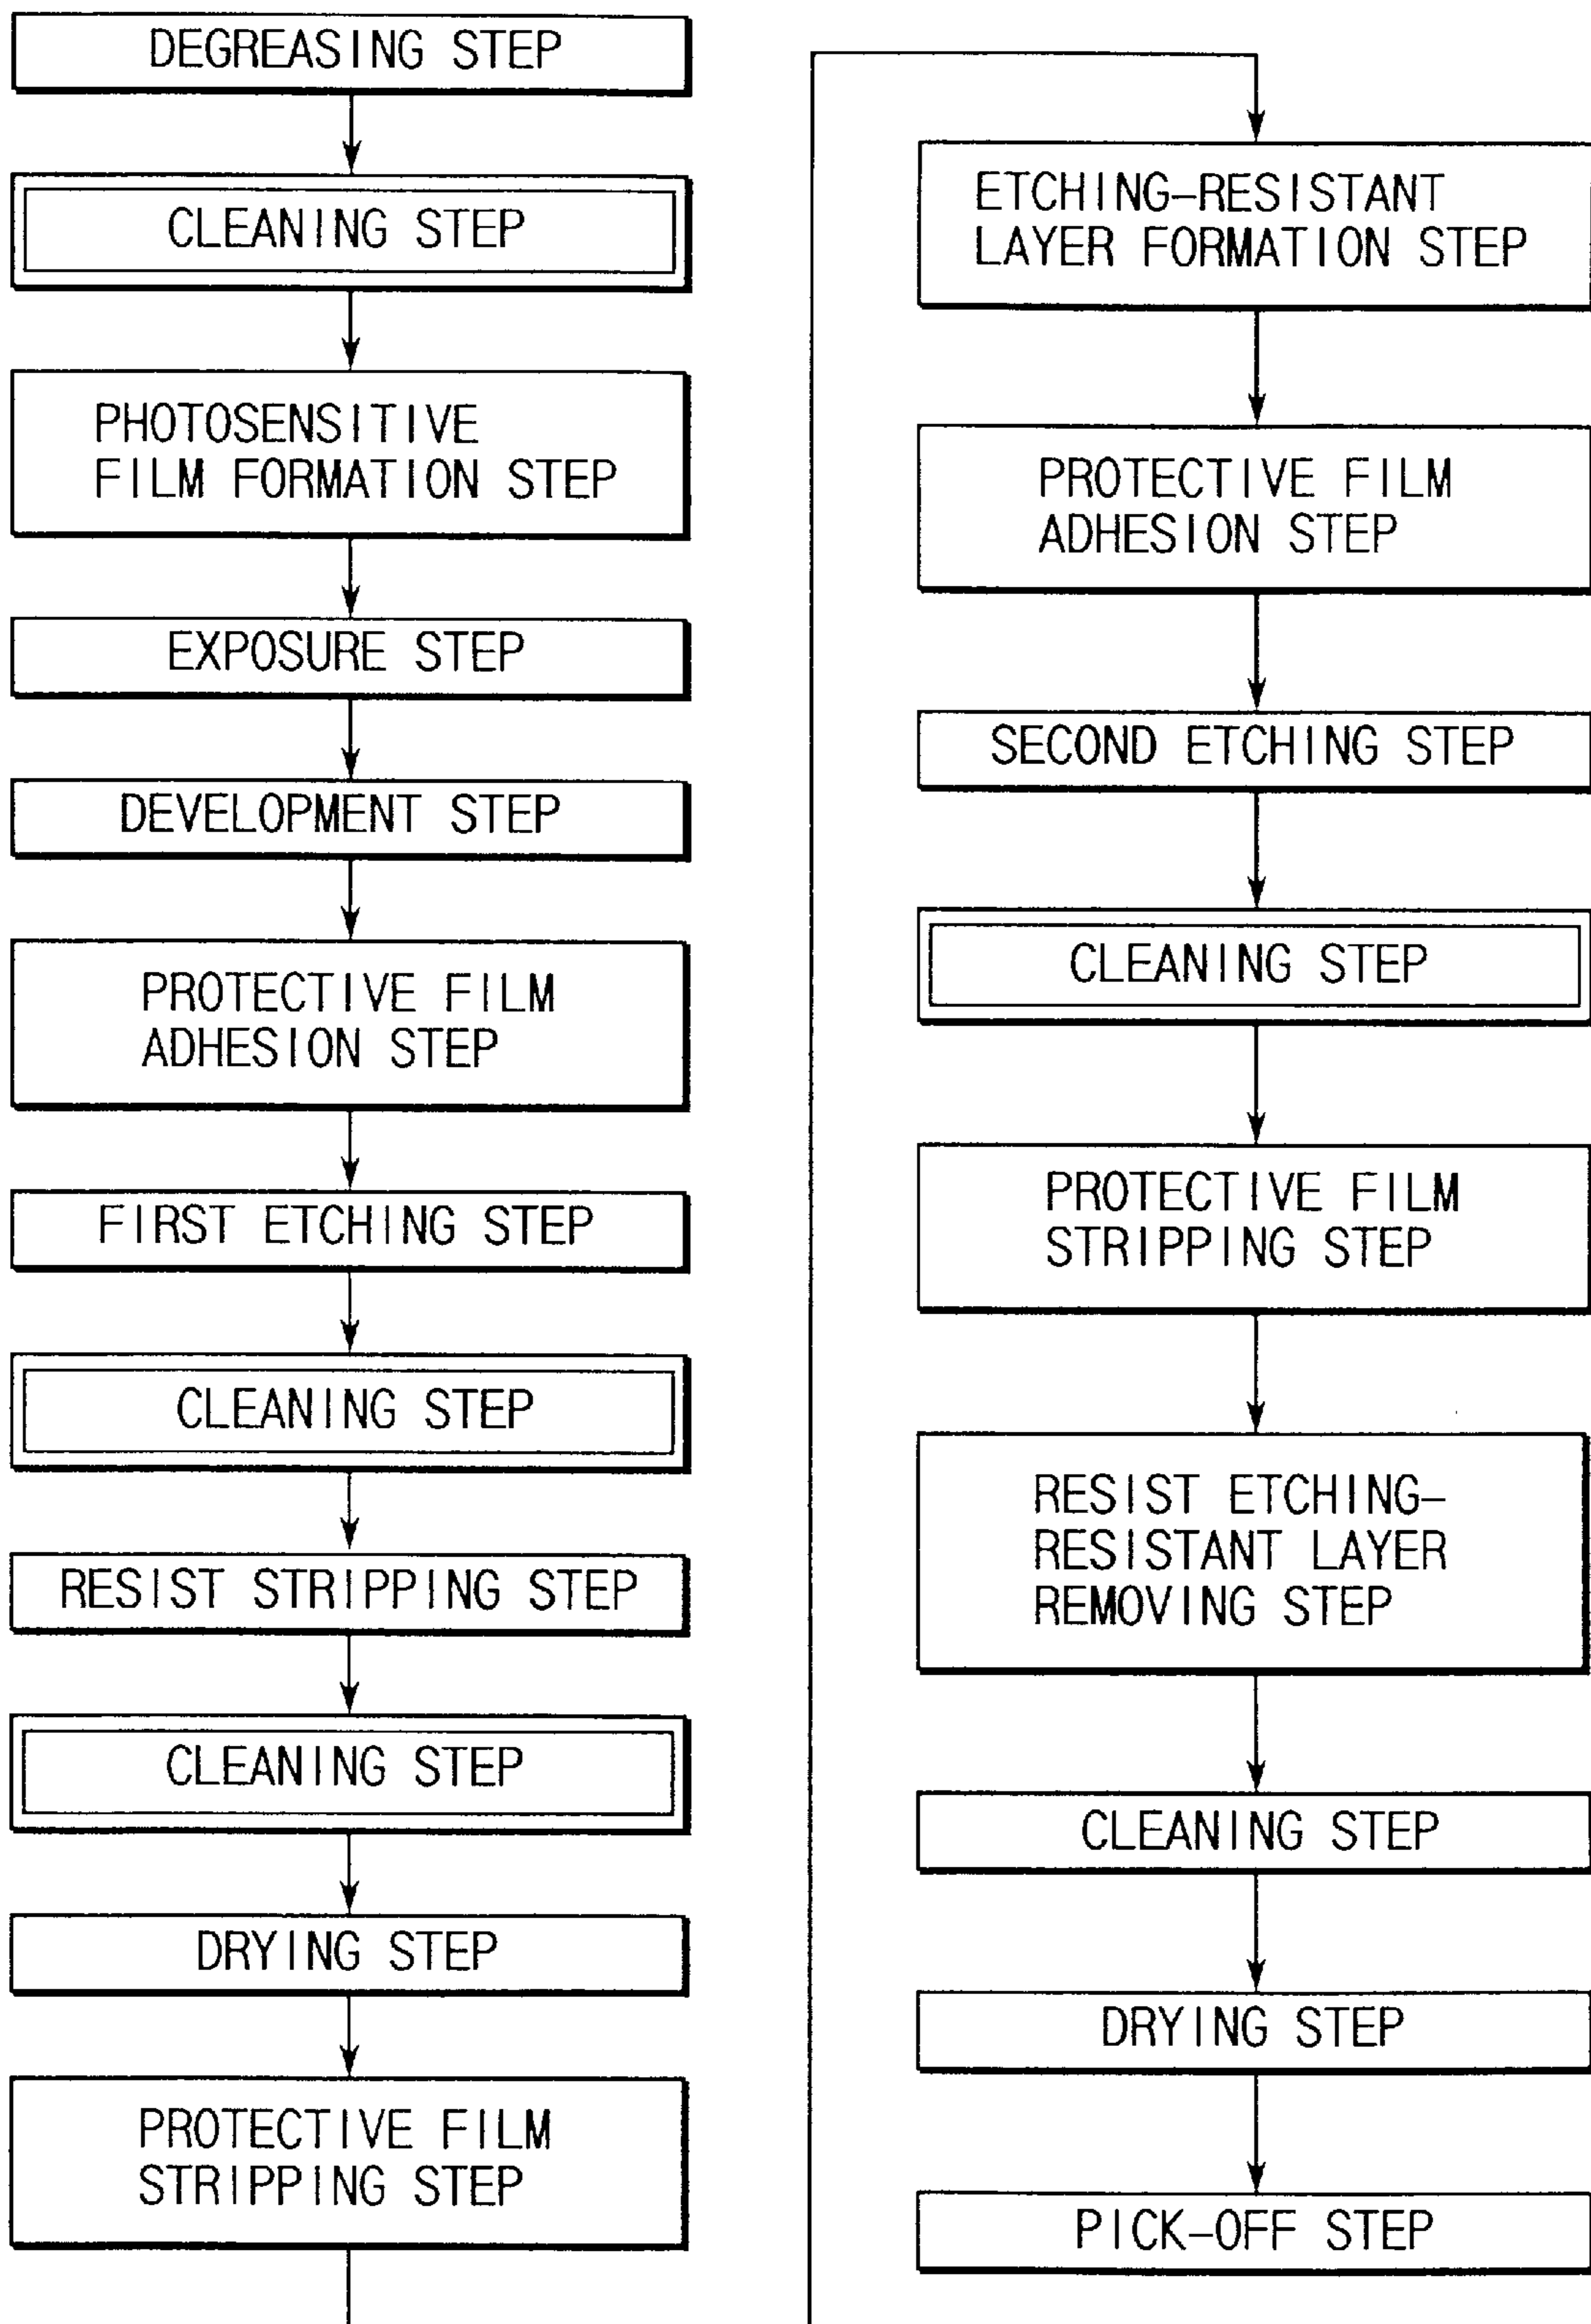 DEGREASING STEP
CLEANING STEP
PHOTOSENSITIVE
FILM FORMATION STEP
EXPOSURE STEP
DEVELOPMENT STEP
PROTECTIVE FILM
ADHESION STEP
FIRST ETCHING STEP
CLEANING STEP
RESIST STRIPPING STEP
CLEANING STEP
DRYING STEP
PROTECTIVE FILM
STRIPPING STEP
ETCHING-RESISTANT
LAYER FORMATION STEP
PROTECTIVE FILM
ADHESION STEP
SECOND ETCHING STEP
CLEANING STEP
PROTECTIVE FILM
STRIPPING STEP
RESIST ETCHING-
RESISTANT LAYER
REMOVING STEP
CLEANING STEP
DRYING STEP
PICK-OFF STEP